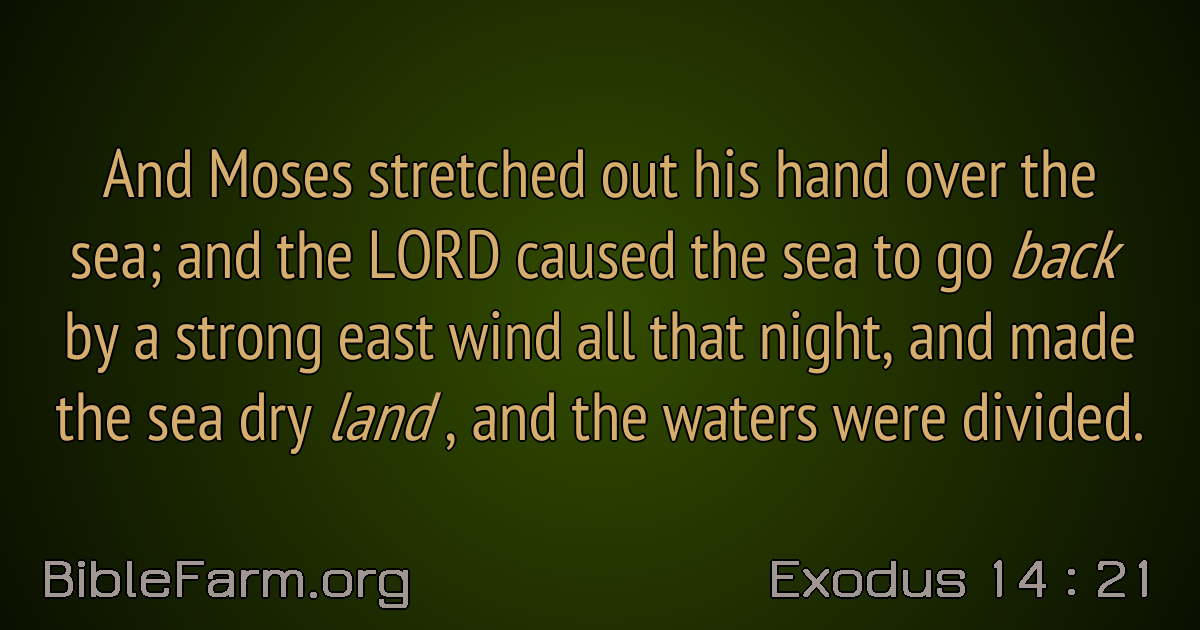 And Moses stretched out his hand over the
sea; and the LORD caused the sea to go back
by a strong east wind all that night, and made
the sea dry land , and the waters were divided.
BibleFarm.org
Exodus 14 : 21